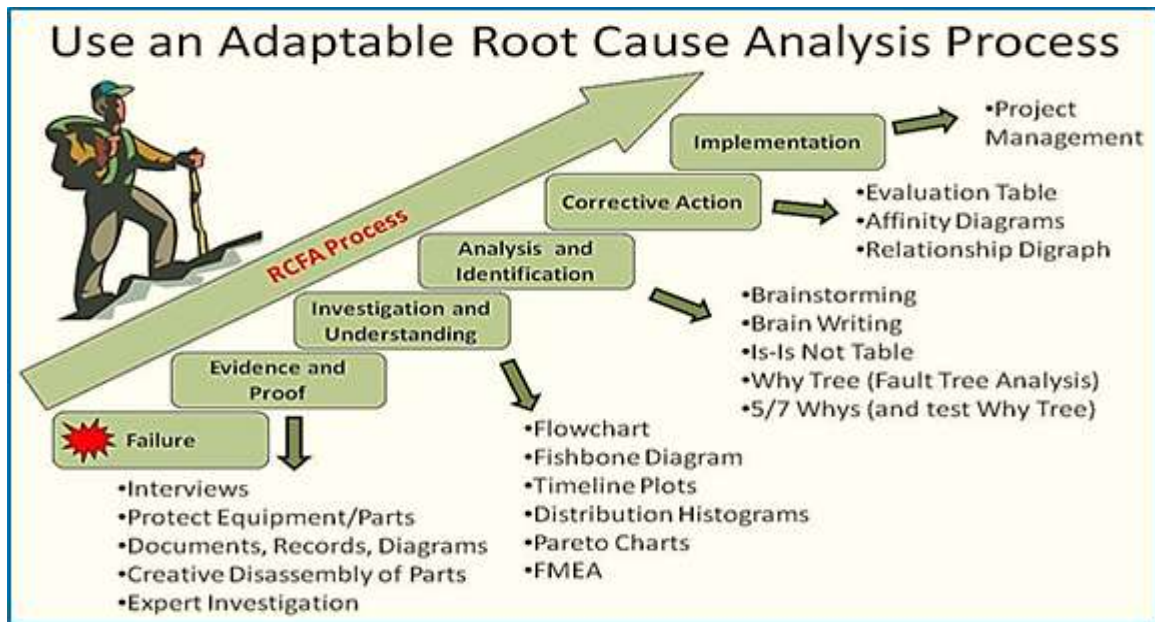 Use an Adaptable Root Cause Analysis Process
RCFA Process
Failure
Evidence and
Proof
•Interviews
•Protect Equipment/Parts
•Documents, Records, Diagrams
•Creative Disassembly of Parts
•Expert Investigation
Investigation and
Understanding
•Flowchart
•Fishbone Diagram
•Timeline Plots
•Distribution Histograms
•Pareto Charts
•FMEA
Analysis and
Identification
•Brainstorming
•Brain Writing
•Is-Is Not Table
•Why Tree (Fault Tree Analysis)
•5/7 Whys (and test Why Tree)
Corrective Action
•Evaluation Table
•Affinity Diagrams
•Relationship Digraph
Implementation
•Project
Management